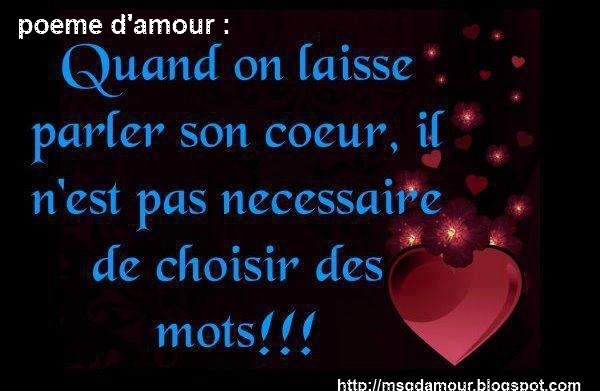 poeme d'amour :
Quand on laisse
parler son coeur, il
n'est pas necessaire
de choisir des
mots!!!
http://msgdamour.blogspot.com